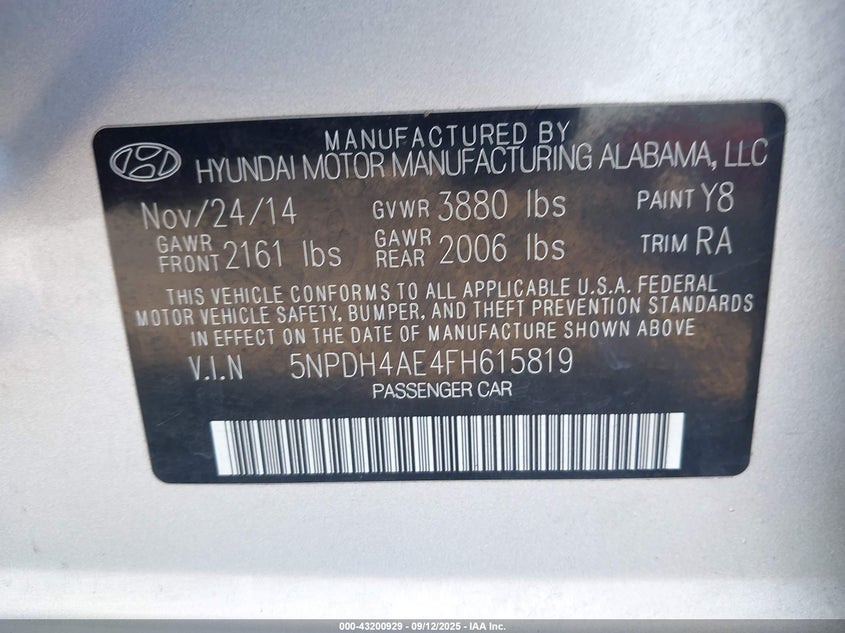 MANUFACTURED BY
HYUNDAI MOTOR MANUFACTURING ALABAMA, LLC
Nov/24/14 GVWR 3880 lbs PAINT Y8
GAWR FRONT 2161 lbs GAWR REAR 2006 lbs TRIM RA
THIS VEHICLE CONFORMS TO ALL APPLICABLE U.S.A. FEDERAL
MOTOR VEHICLE SAFETY, BUMPER, AND THEFT PREVENTION STANDARDS
IN EFFECT ON THE DATE OF MANUFACTURE SHOWN ABOVE
V.I.N 5NPDH4AE4FH615819
PASSENGER CAR
000-43200929 - 09/12/2025 - IAA Inc.